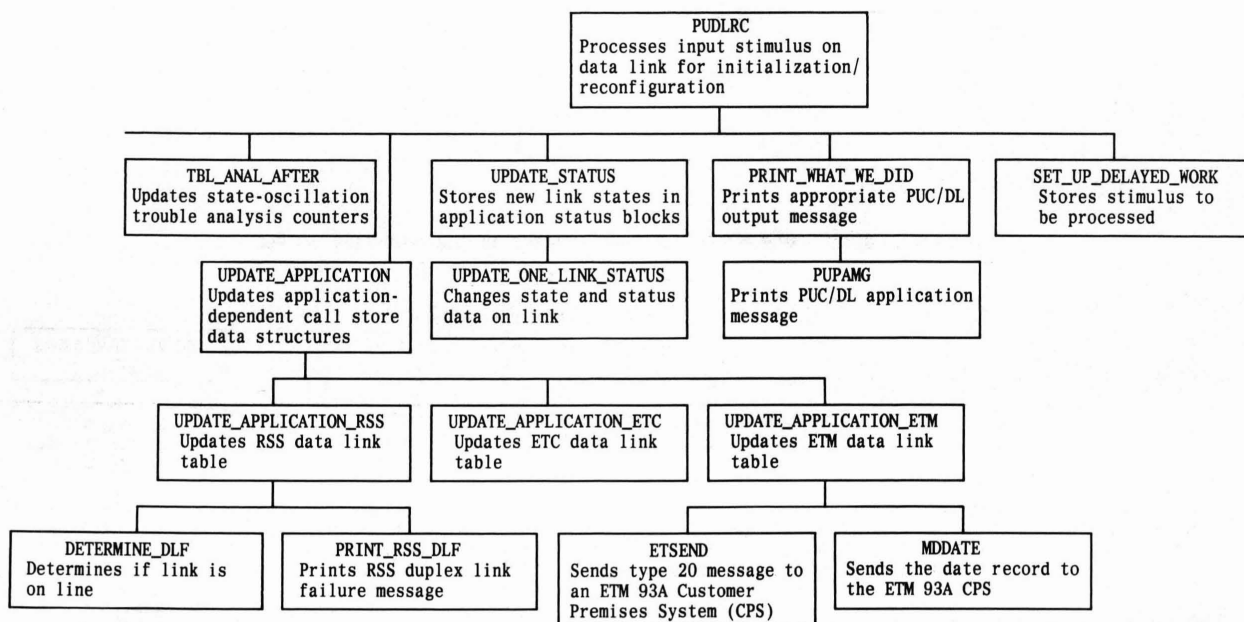 PUDLRC
Processes input stimulus on
data link for initialization/
reconfiguration
TBL_ANAL_AFTER
Updates state-oscillation
trouble analysis counters
UPDATE_STATUS
Stores new link states in
application status blocks
PRINT_WHAT_WE_DID
Prints appropriate PUC/DL
output message
SET_UP_DELAYED_WORK
Stores stimulus to
be processed
UPDATE_APPLICATION
Updates application-
dependent call store
data structures
UPDATE_ONE_LINK_STATUS
Changes state and status
data on link
PUPAMG
Prints PUC/DL application
message
UPDATE_APPLICATION_RSS
Updates RSS data link
table
UPDATE_APPLICATION_ETC
Updates ETC data link
table
UPDATE_APPLICATION_ETM
Updates ETM data link
table
DETERMINE_DLF
Determines if link is
on line
PRINT_RSS_DLF
Prints RSS duplex link
failure message
ETSEND
Sends type 20 message to
an ETM 93A Customer
Premises System (CPS)
MDDATE
Sends the date record to
the ETM 93A CPS